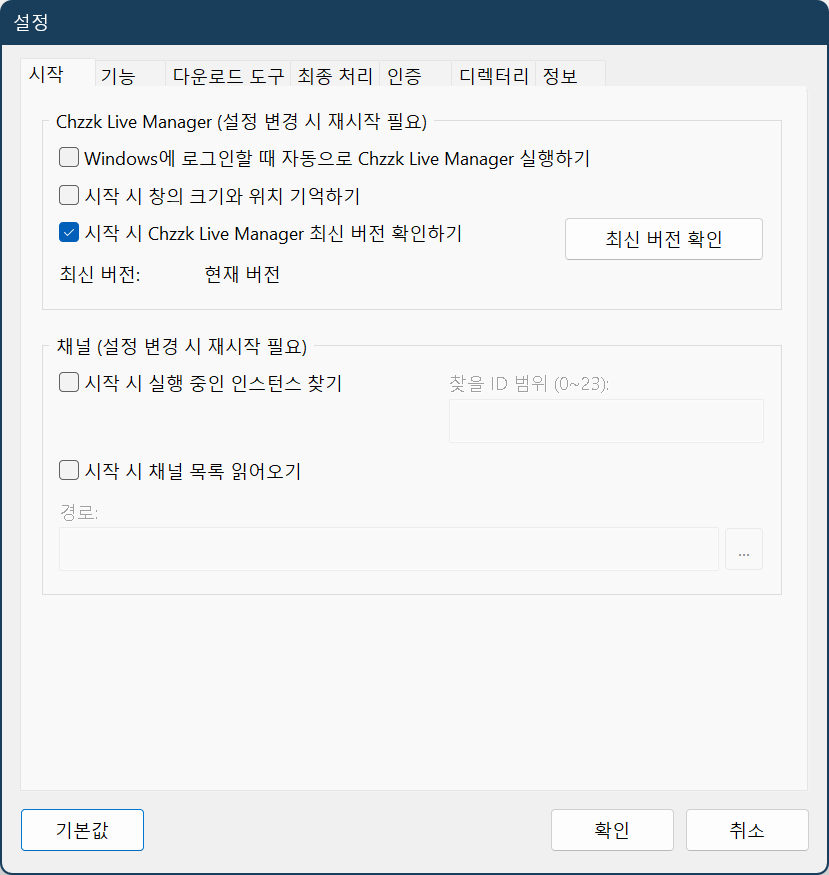 설정
시작 기능 다운로드 도구 최종 처리 인증 디렉터리 정보
Chzzk Live Manager (설정 변경 시 재시작 필요)
Windows에 로그인할 때 자동으로 Chzzk Live Manager 실행하기
시작 시 창의 크기와 위치 기억하기
시작 시 Chzzk Live Manager 최신 버전 확인하기
최신 버전 확인
최신 버전: 현재 버전
채널 (설정 변경 시 재시작 필요)
시작 시 실행 중인 인스턴스 찾기 찾을 ID 범위 (0~23):
시작 시 채널 목록 읽어오기
경로:
...
기본값 확인 취소